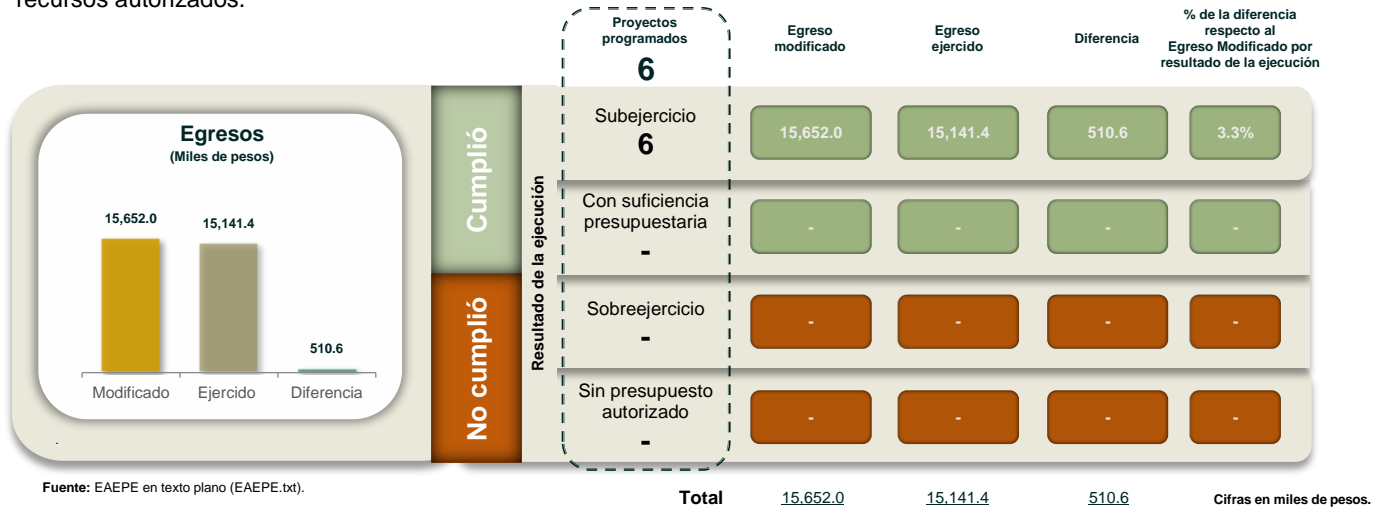 recursos autorizados.
Proyectos
programados
6
Egreso
modificado
Egreso
ejercido
Diferencia
% de la diferencia
respecto al
Egreso Modificado por
resultado de la ejecución
Egresos
(Miles de pesos)
15,652.0
15,141.4
510.6
Modificado
Ejercido
Diferencia
.
Cumplió
No cumplió
Resultado de la ejecución
Subejercicio
6
15,652.0
15,141.4
510.6
3.3%
Con suficiencia
presupuestaria
-
-
-
-
-
Sobreejercicio
-
-
-
-
-
Sin presupuesto
autorizado
-
-
-
-
-
Fuente: EAEPE en texto plano (EAEPE.txt).
Total
15,652.0
15,141.4
510.6
Cifras en miles de pesos.